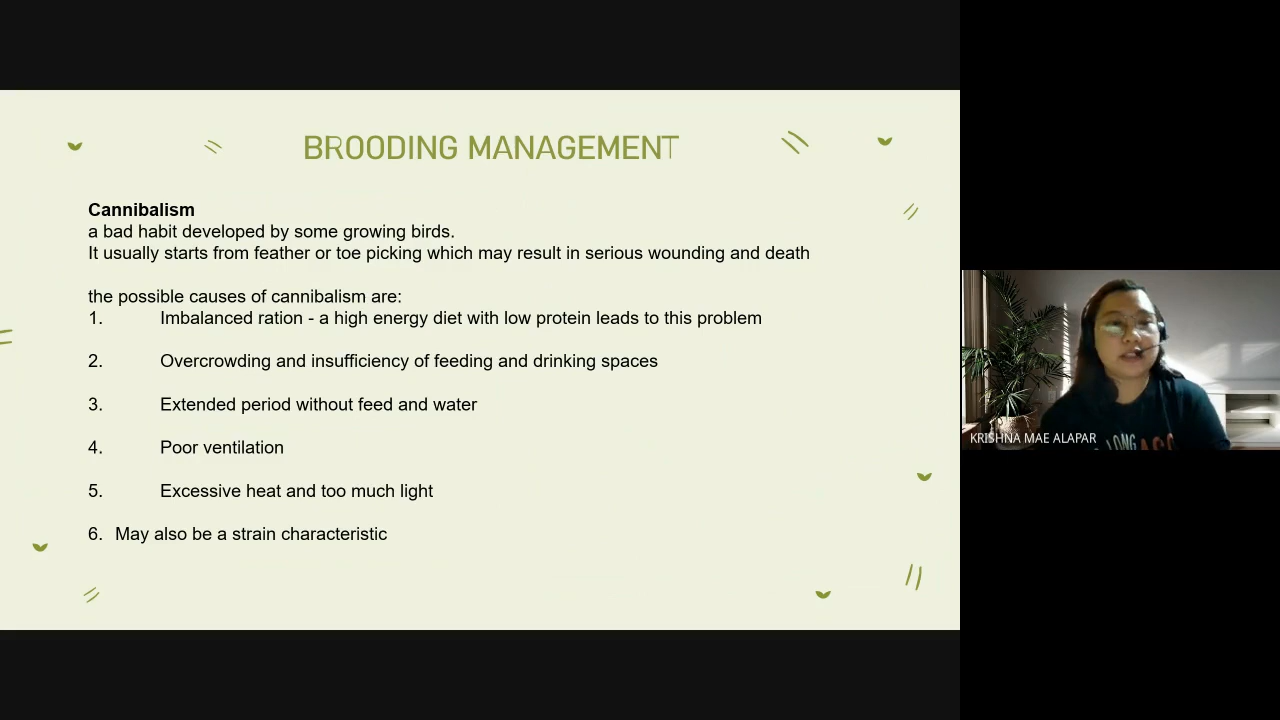 BROODING MANAGEMENT
Cannibalism
a bad habit developed by some growing birds.
It usually starts from feather or toe picking which may result in serious wounding and death
the possible causes of cannibalism are:
1. Imbalanced ration - a high energy diet with low protein leads to this problem
2. Overcrowding and insufficiency of feeding and drinking spaces
3. Extended period without feed and water
4. Poor ventilation
5. Excessive heat and too much light
6. May also be a strain characteristic
KRISHNA MAE ALAPAR
LONG